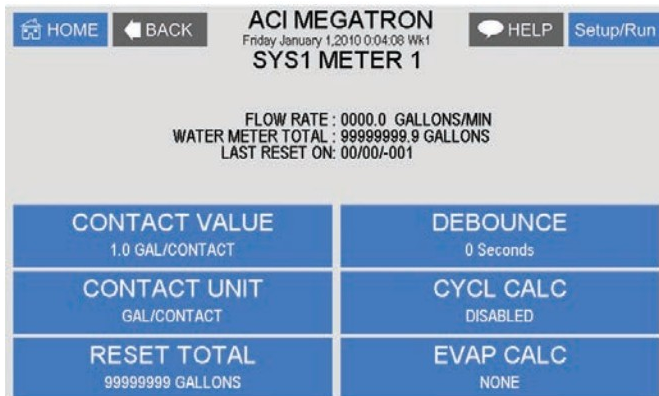 HOME
BACK
ACI MEGATRON
Friday January 1,2010 0:04:08 Wk1
SYS1 METER 1
HELP
Setup/Run
FLOW RATE : 0000.0 GALLONS/MIN
WATER METER TOTAL : 99999999.9 GALLONS
LAST RESET ON: 00/00/-001
CONTACT VALUE
1.0 GAL/CONTACT
DEBOUNCE
0 Seconds
CONTACT UNIT
GAL/CONTACT
CYCL CALC
DISABLED
RESET TOTAL
99999999 GALLONS
EVAP CALC
NONE